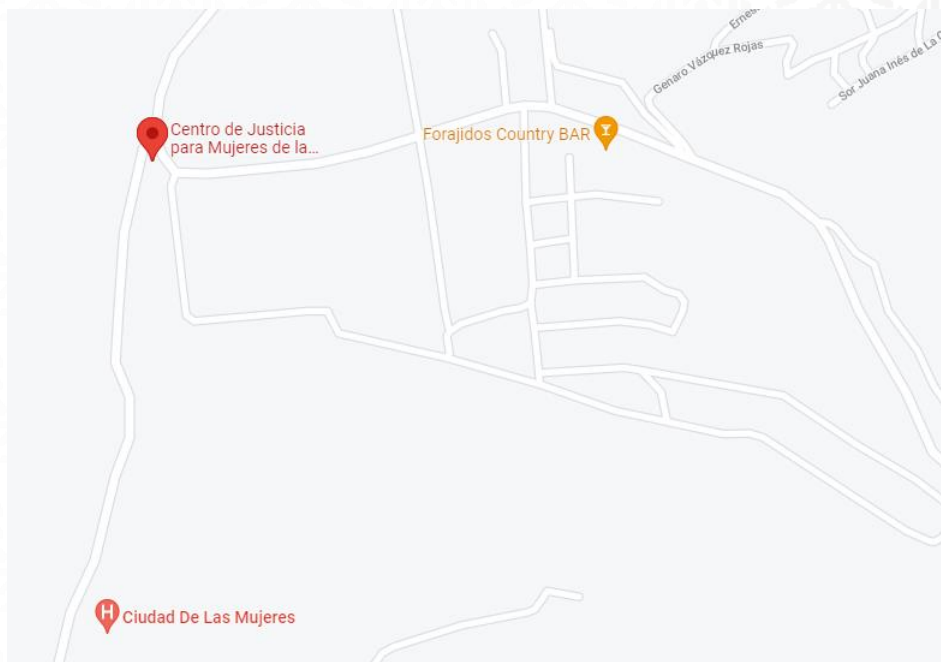 Genaro Vázquez Rojas
Sor Juana Inés de La
Centro de Justicia
para Mujeres de la...
Forajidos Country BAR
H
Ciudad De Las Mujeres